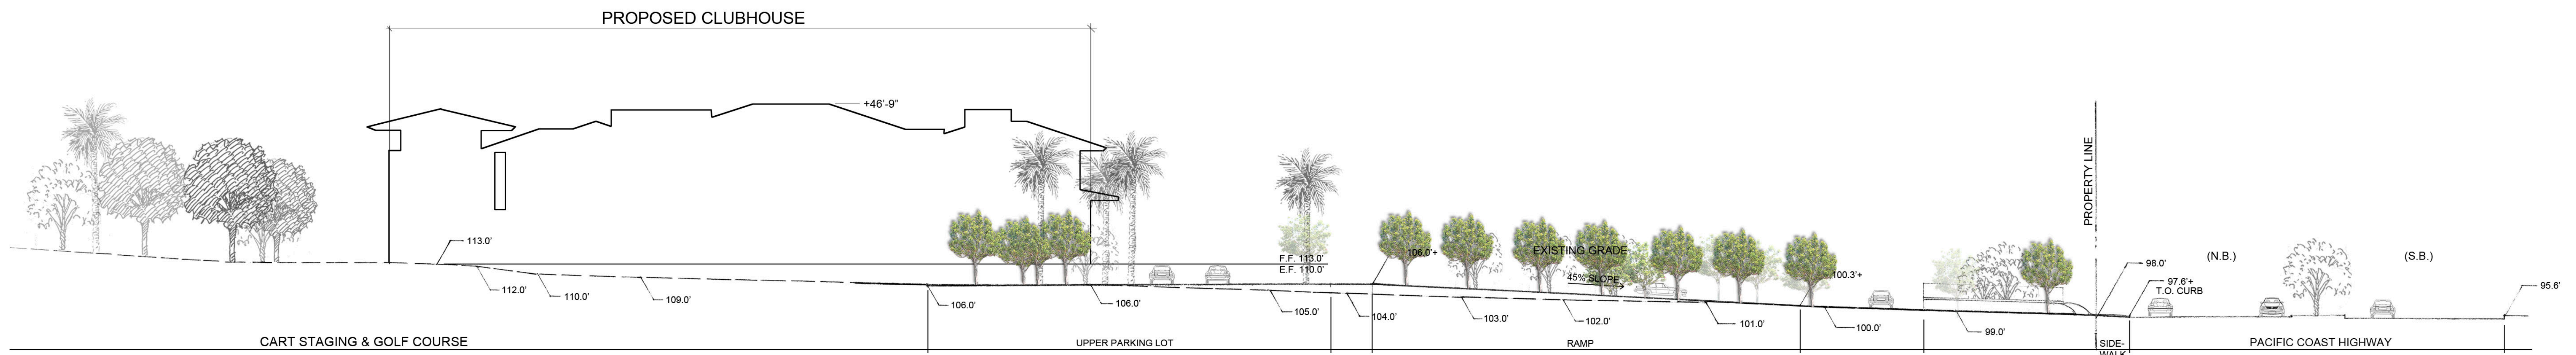 PROPOSED CLUBHOUSE
+46'-9"
PROPERTY LINE
113.0'
112.0'
110.0'
109.0'
106.0'
106.0'
F.F. 113.0'
E.F. 110.0'
105.0'
104.0'
106.0'+
EXISTING GRADE
45% SLOPE
103.0'
102.0'
101.0'
100.3'+
100.0'
99.0'
98.0'
97.6'+
T.O. CURB
(N.B.)
(S.B.)
95.6'
CART STAGING & GOLF COURSE
UPPER PARKING LOT
RAMP
SIDE-
WALK
PACIFIC COAST HIGHWAY